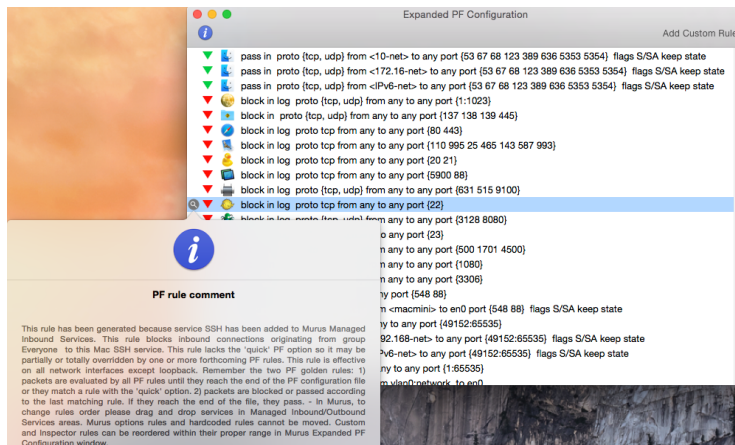 Expanded PF Configuration
Add Custom Rule
pass in proto {tcp, udp} from <10-net> to any port {53 67 68 123 389 636 5353 5354} flags S/SA keep state
pass in proto {tcp, udp} from <172.16-net> to any port {53 67 68 123 389 636 5353 5354} flags S/SA keep state
pass in proto {tcp, udp} from <IPv6-net> to any port {53 67 68 123 389 636 5353 5354} flags S/SA keep state
block in log proto {tcp, udp} from any to any port {1:1023}
block in proto {tcp, udp} from any to any port {137 138 139 445}
block in log proto tcp from any to any port {80 443}
block in log proto tcp from any to any port {110 995 25 465 143 587 993}
block in log proto tcp from any to any port {20 21}
block in log proto tcp from any to any port {5900 88}
block in log proto {tcp, udp} from any to any port {631 515 9100}
block in log proto tcp from any to any port {22}
block in log proto {tcp, udp} from any to any port {3128 8080}
o any port {23}
m any to any port {500 1701 4500}
m any to any port {1080}
m any to any port {3306}
ny port {548 88}
m <macmini> to en0 port {548 88} flags S/SA keep state
ny to any port {49152:65535}
92.168-net> to any port {49152:65535} flags S/SA keep state
Pv6-net> to any port {49152:65535} flags S/SA keep state
ny to any port {1:65535}
m vlan0:network to en0
PF rule comment
This rule has been generated because service SSH has been added to Murus Managed
Inbound Services. This rule blocks inbound connections originating from group
Everyone to this Mac SSH service. This rule lacks the 'quick' PF option so it may be
partially or totally overridden by one or more forthcoming PF rules. This rule is effective
on all network interfaces except loopback. Remember the two PF golden rules: 1)
packets are evaluated by all PF rules until they reach the end of the PF configuration file
or they match a rule with the 'quick' option. 2) packets are blocked or passed according
to the last matching rule. If they reach the end of the file, they pass. - In Murus, to
change rules order please drag and drop services in Managed Inbound/Outbound
Services areas. Murus options rules and hardcoded rules cannot be moved. Custom
and Inspector rules can be reordered within their proper range in Murus Expanded PF
Configuration window.